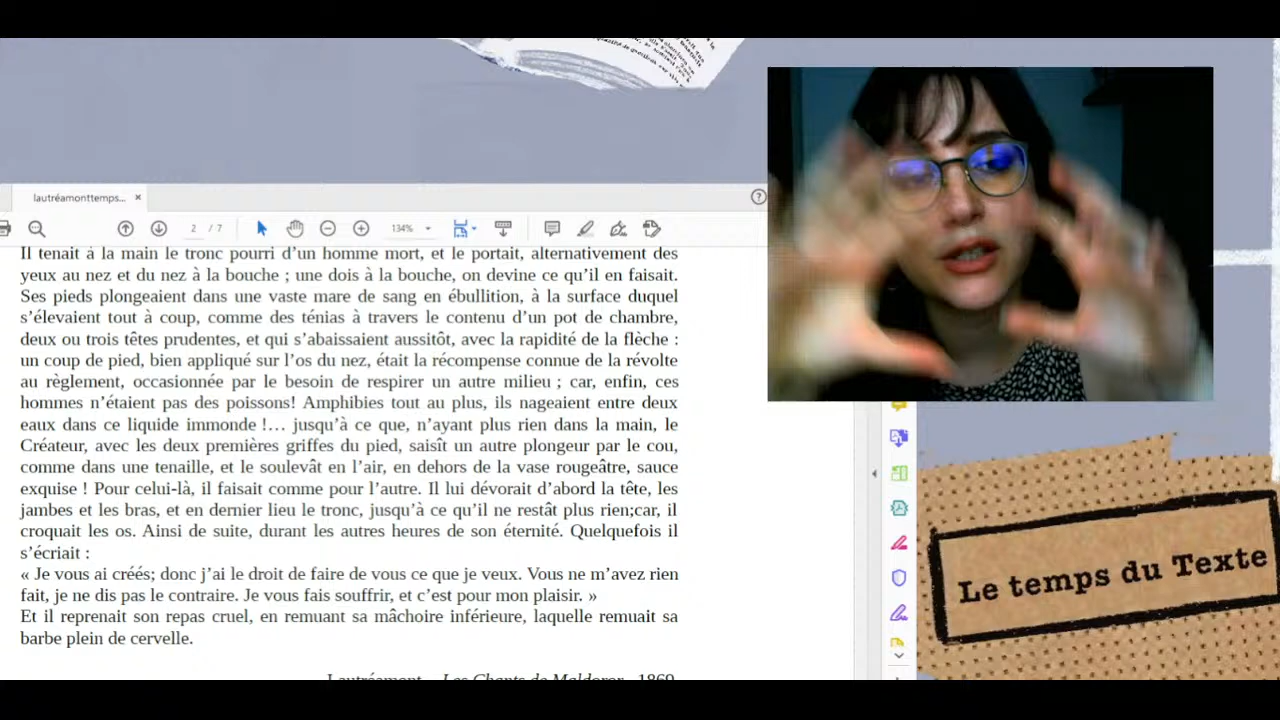 lautréamonttemps...
2 / 7
134%
Il tenait à la main le tronc pourri d’un homme mort, et le portait, alternativement des
yeux au nez et du nez à la bouche ; une dois à la bouche, on devine ce qu’il en faisait.
Ses pieds plongeaient dans une vaste mare de sang en ébullition, à la surface duquel
s’élevaient tout à coup, comme des ténias à travers le contenu d’un pot de chambre,
deux ou trois têtes prudentes, et qui s’abaissaient aussitôt, avec la rapidité de la flèche :
un coup de pied, bien appliqué sur l’os du nez, était la récompense connue de la révolte
au règlement, occasionnée par le besoin de respirer un autre milieu ; car, enfin, ces
hommes n’étaient pas des poissons! Amphibies tout au plus, ils nageaient entre deux
eaux dans ce liquide immonde !… jusqu’à ce que, n’ayant plus rien dans la main, le
Créateur, avec les deux premières griffes du pied, saisît un autre plongeur par le cou,
comme dans une tenaille, et le soulevât en l’air, en dehors de la vase rougeâtre, sauce
exquise ! Pour celui-là, il faisait comme pour l’autre. Il lui dévorait d’abord la tête, les
jambes et les bras, et en dernier lieu le tronc, jusqu’à ce qu’il ne restât plus rien;car, il
croquait les os. Ainsi de suite, durant les autres heures de son éternité. Quelquefois il
s’écriait :
« Je vous ai créés; donc j’ai le droit de faire de vous ce que je veux. Vous ne m’avez rien
fait, je ne dis pas le contraire. Je vous fais souffrir, et c’est pour mon plaisir. »
Et il reprenait son repas cruel, en remuant sa mâchoire inférieure, laquelle remuait sa
barbe plein de cervelle.
Lautréamont – Les Chants de Maldoror - 1869
Le temps du Texte